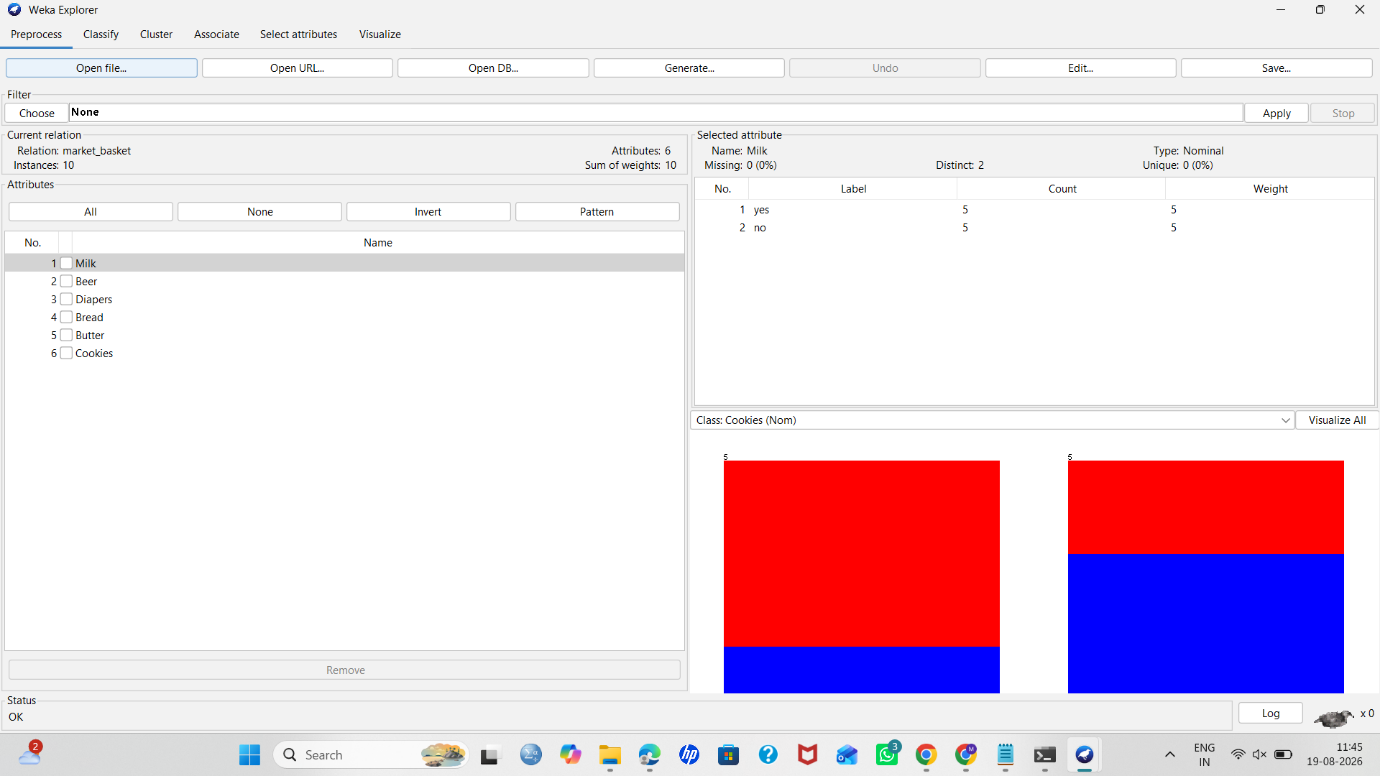 Weka Explorer
Preprocess Classify Cluster Associate Select attributes Visualize
Open file... Open URL... Open DB... Generate... Undo Edit... Save...
Filter
Choose None Apply Stop
Current relation
Relation: market_basket Attributes: 6
Instances: 10 Sum of weights: 10
Attributes
All None Invert Pattern
No. Name
1 Milk
2 Beer
3 Diapers
4 Bread
5 Butter
6 Cookies
Remove
Selected attribute
Name: Milk Type: Nominal
Missing: 0 (0%) Distinct: 2 Unique: 0 (0%)
No. Label Count Weight
1 yes 5 5
2 no 5 5
Class: Cookies (Nom) Visualize All
5 5
Status
OK Log x 0
2 Search 3 ENG 11:45
IN 19-08-2026